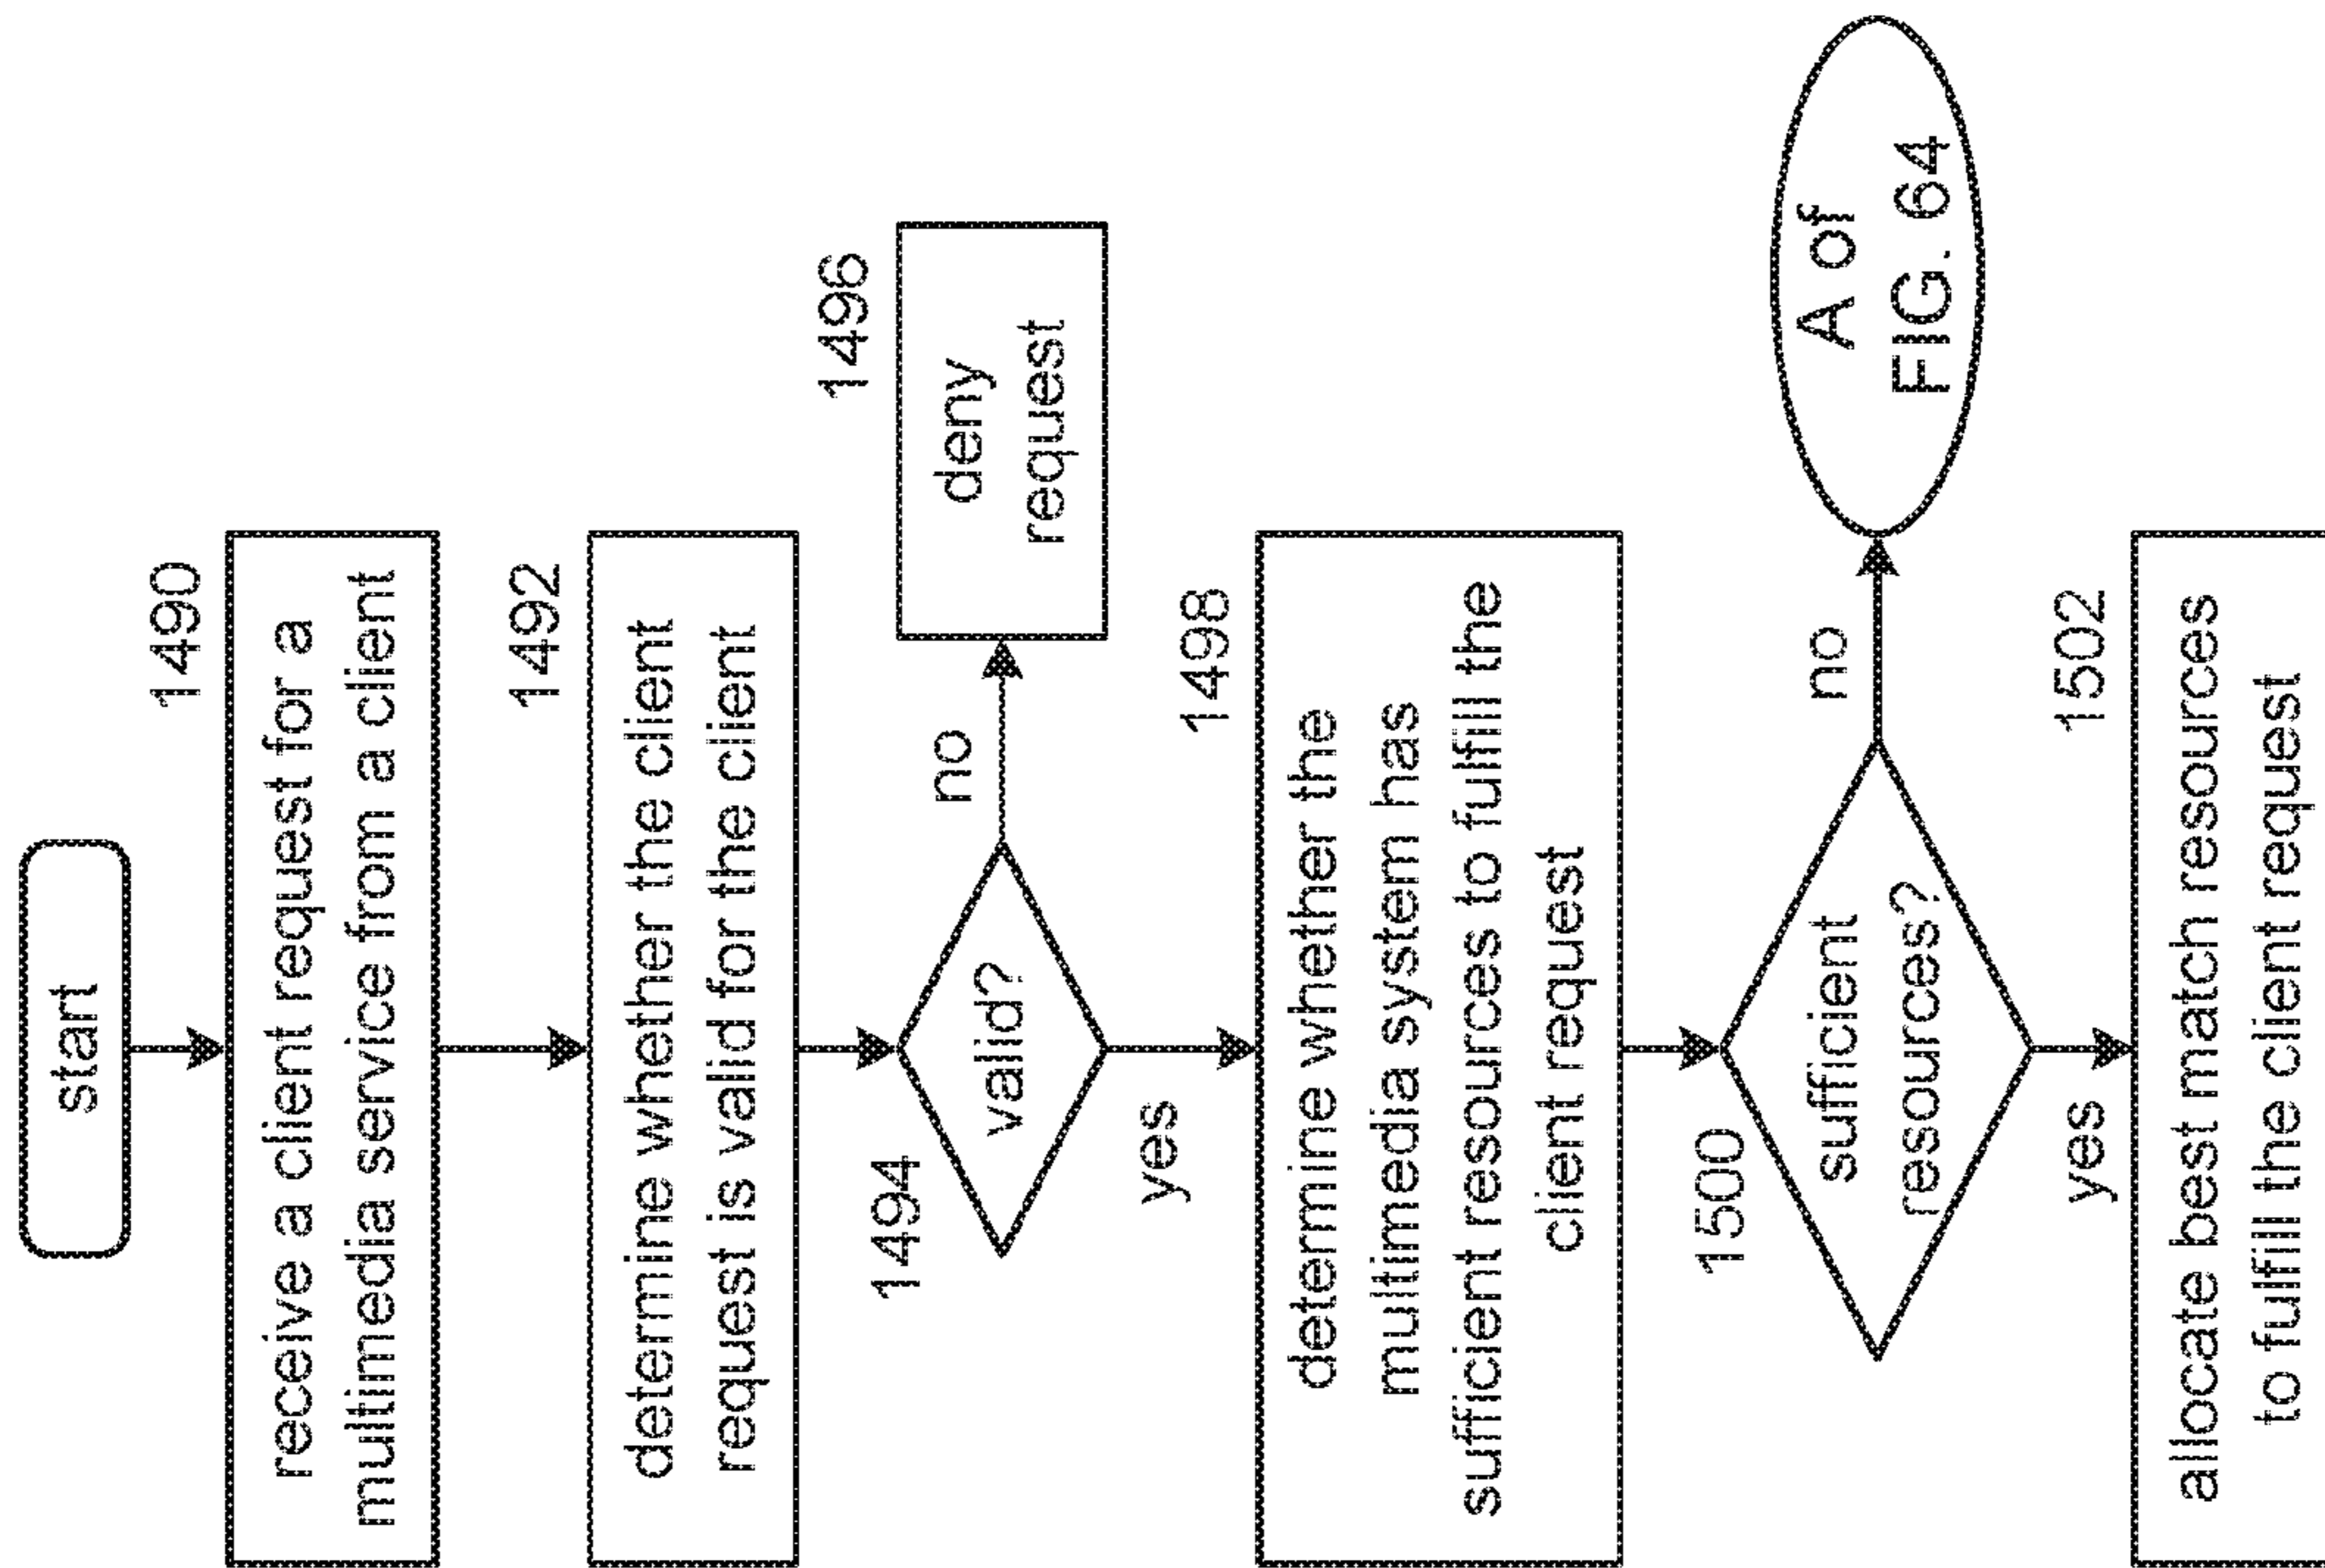 start
1490
receive a client request for a
multimedia service from a client
1492
determine whether the client
request is valid for the client
1494
valid?
no
1496
deny
request
yes
1498
determine whether the
multimedia system has
sufficient resources to fulfill the
client request
1500
sufficient
resources?
no
A of
FIG. 64
yes
1502
allocate best match resources
to fulfill the client request